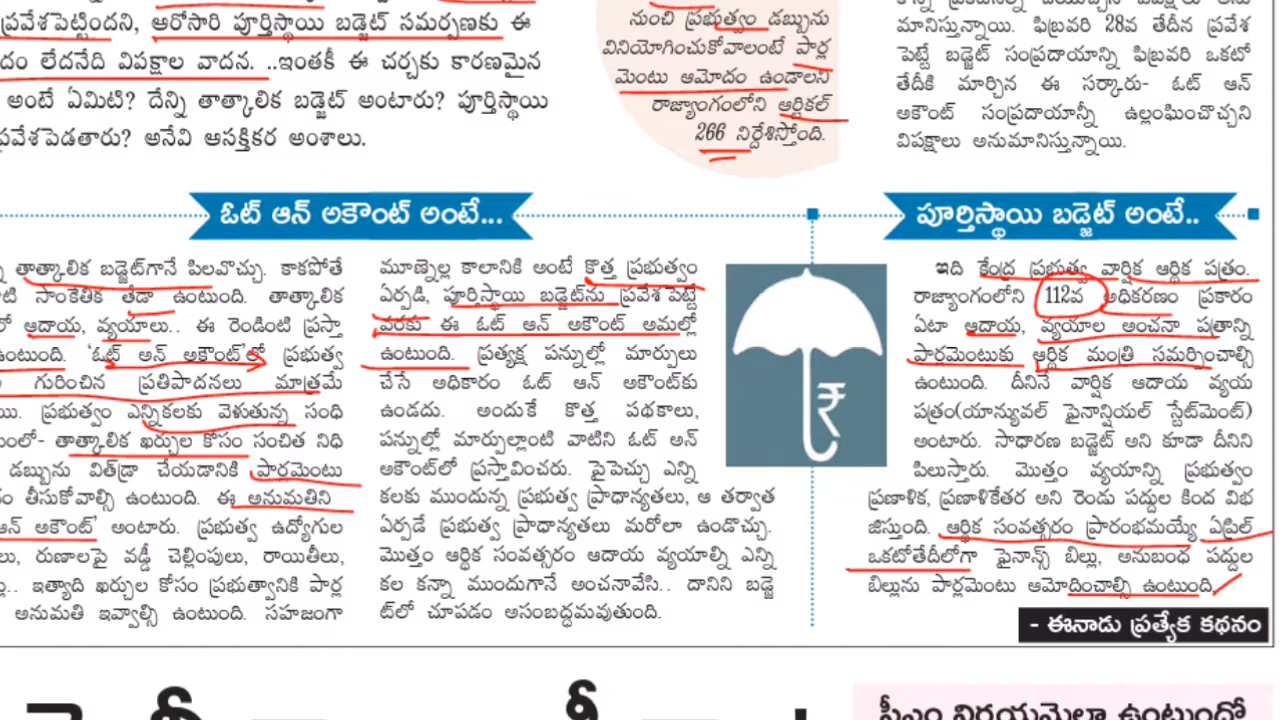 ప్రవేశపెట్టిందని, ఆరోసారి పూర్తిస్థాయి బడ్జెట్ సమర్పణకు ఈ
దం లేదనేది విపక్షాల వాదన. ..ఇంతకీ ఈ చర్చకు కారణమైన
అంటే ఏమిటి? దేన్ని తాత్కాలిక బడ్జెట్ అంటారు? పూర్తిస్థాయి
ప్రవేశపెడతారు? అనేవి ఆసక్తికర అంశాలు.
నుంచి ప్రభుత్వం డబ్బును
వినియోగించుకోవాలంటే పార్ల
మెంటు ఆమోదం ఉండాలని
రాజ్యాంగంలోని ఆర్టికల్
266 నిర్దేశిస్తోంది.
మానిస్తున్నాయి. ఫిబ్రవరి 28వ తేదీన ప్రవేశ
పెట్టే బడ్జెట్ సంప్రదాయాన్ని ఫిబ్రవరి ఒకటో
తేదీకి మార్చిన ఈ సర్కారు- ఓట్ ఆన్
అకౌంట్ సంప్రదాయాన్నీ ఉల్లంఘించొచ్చని
విపక్షాలు అనుమానిస్తున్నాయి.
ఓట్ ఆన్ అకౌంట్ అంటే...
తాత్కాలిక బడ్జెట్‌గానే పిలవొచ్చు. కాకపోతే
టి సాంకేతిక తేడా ఉంటుంది. తాత్కాలిక
లో ఆదాయ, వ్యయాలు.. ఈ రెండింటి ప్రస్తా
ఉంటుంది. ‘ఓట్ అన్ అకౌంట్’లో ప్రభుత్వ
గురించిన ప్రతిపాదనలు మాత్రమే
యి. ప్రభుత్వం ఎన్నికలకు వెళుతున్న సంధి
ంలో- తాత్కాలిక ఖర్చుల కోసం సంచిత నిధి
డబ్బును విత్‌డ్రా చేయడానికి పార్లమెంటు
ం తీసుకోవాల్సి ఉంటుంది. ఈ అనుమతిని
ఆన్ అకౌంట్’ అంటారు. ప్రభుత్వ ఉద్యోగుల
లు, రుణాలపై వడ్డీ చెల్లింపులు, రాయితీలు,
.. ఇత్యాది ఖర్చుల కోసం ప్రభుత్వానికి పార్ల
అనుమతి ఇవ్వాల్సి ఉంటుంది. సహజంగా
మూణ్నెల్ల కాలానికి అంటే కొత్త ప్రభుత్వం
ఏర్పడి, పూర్తిస్థాయి బడ్జెట్‌ను ప్రవేశపెట్టే
వరకు ఈ ఓట్ ఆన్ అకౌంట్ అమల్లో
ఉంటుంది. ప్రత్యక్ష పన్నుల్లో మార్పులు
చేసే అధికారం ఓట్ ఆన్ అకౌంట్‌కు
ఉండదు. అందుకే కొత్త పథకాలు,
పన్నుల్లో మార్పుల్లాంటి వాటిని ఓట్ ఆన్
అకౌంట్‌లో ప్రస్తావించరు. పైపెచ్చు ఎన్ని
కలకు ముందున్న ప్రభుత్వ ప్రాధాన్యతలు, ఆ తర్వాత
ఏర్పడే ప్రభుత్వ ప్రాధాన్యతలు మరోలా ఉండొచ్చు.
మొత్తం ఆర్థిక సంవత్సరం ఆదాయ వ్యయాల్ని ఎన్ని
కల కన్నా ముందుగానే అంచనావేసి.. దానిని బడ్జె
ట్‌లో చూపడం అసంబద్ధమవుతుంది.
పూర్తిస్థాయి బడ్జెట్ అంటే..
ఇది కేంద్ర ప్రభుత్వ వార్షిక ఆర్థిక పత్రం.
రాజ్యాంగంలోని 112వ అధికరణం ప్రకారం
ఏటా ఆదాయ, వ్యయాల అంచనా పత్రాన్ని
పార్లమెంటుకు ఆర్థిక మంత్రి సమర్పించాల్సి
ఉంటుంది. దీనినే వార్షిక ఆదాయ వ్యయ
పత్రం(యాన్యువల్ ఫైనాన్షియల్ స్టేట్‌మెంట్)
అంటారు. సాధారణ బడ్జెట్ అని కూడా దీనిని
పిలుస్తారు. మొత్తం వ్యయాన్ని ప్రభుత్వం
ప్రణాళిక, ప్రణాళికేతర అని రెండు పద్దుల కింద విభ
జిస్తుంది. ఆర్థిక సంవత్సరం ప్రారంభమయ్యే ఏప్రిల్
ఒకటోతేదీలోగా ఫైనాన్స్ బిల్లు, అనుబంధ పద్దుల
బిల్లును పార్లమెంటు ఆమోదించాల్సి ఉంటుంది.
- ఈనాడు ప్రత్యేక కథనం